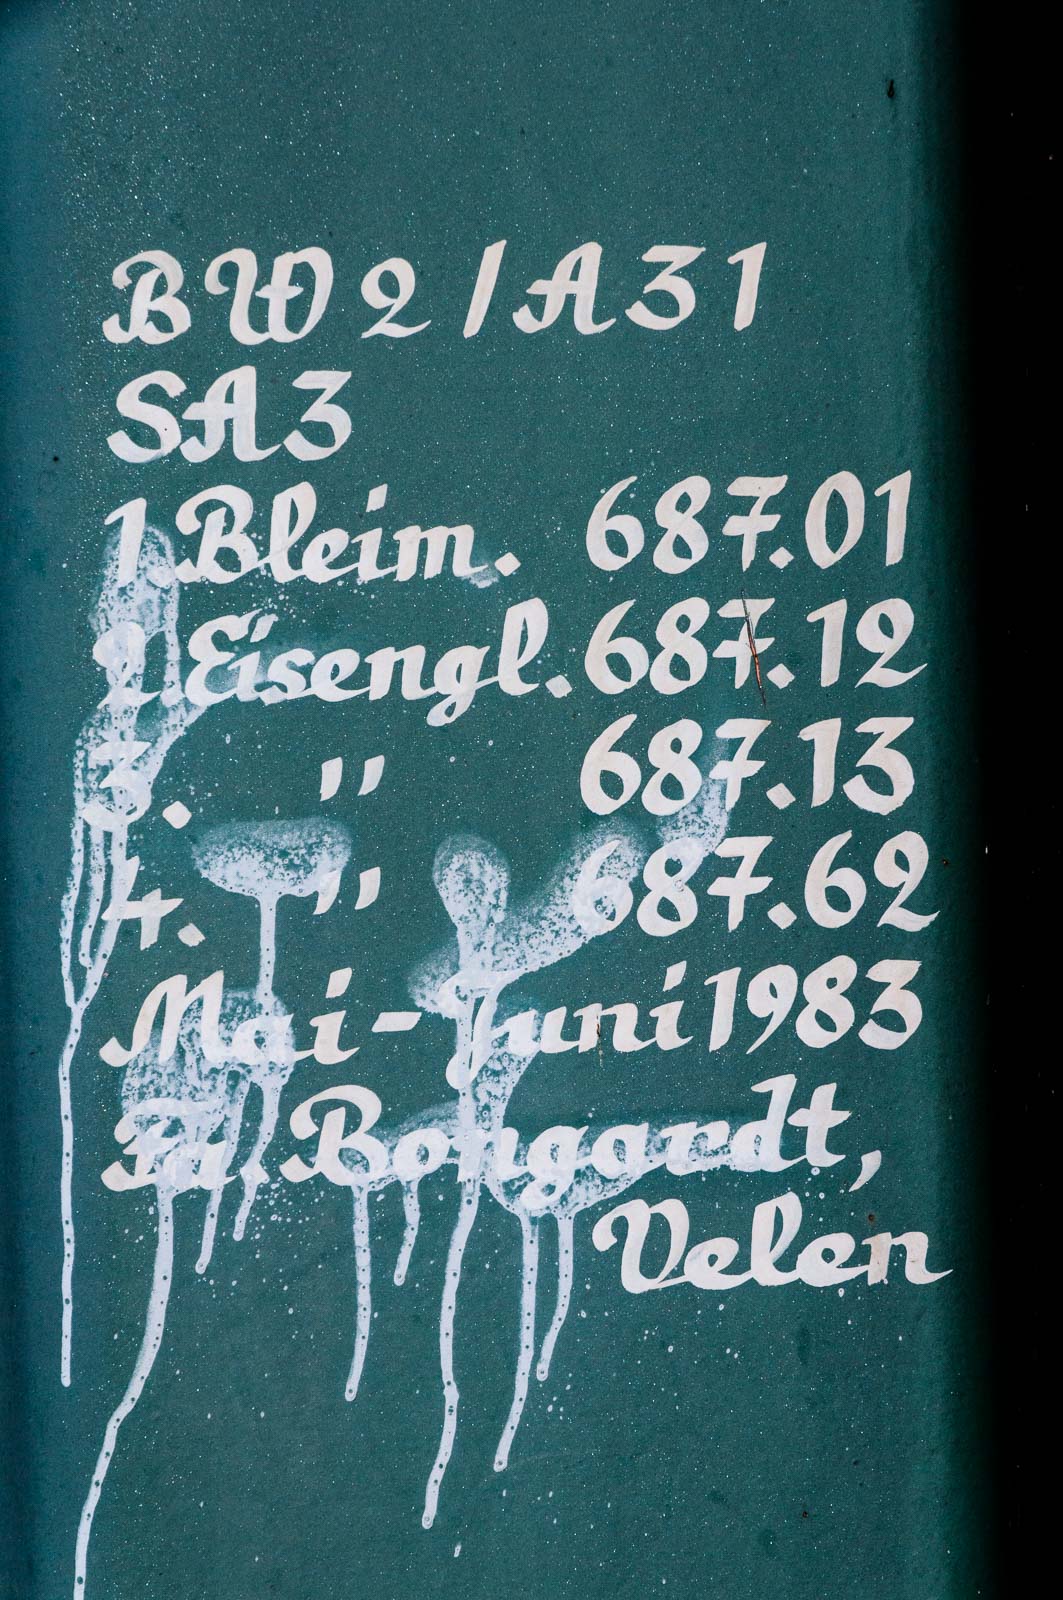 BW 2 / A 31
SA 3
1. Bleim. 687.01
2. Eisengl. 687.12
3. " 687.13
4. " 687.62
Mai - Juni 1983
Fa. Bongardt,
Velen